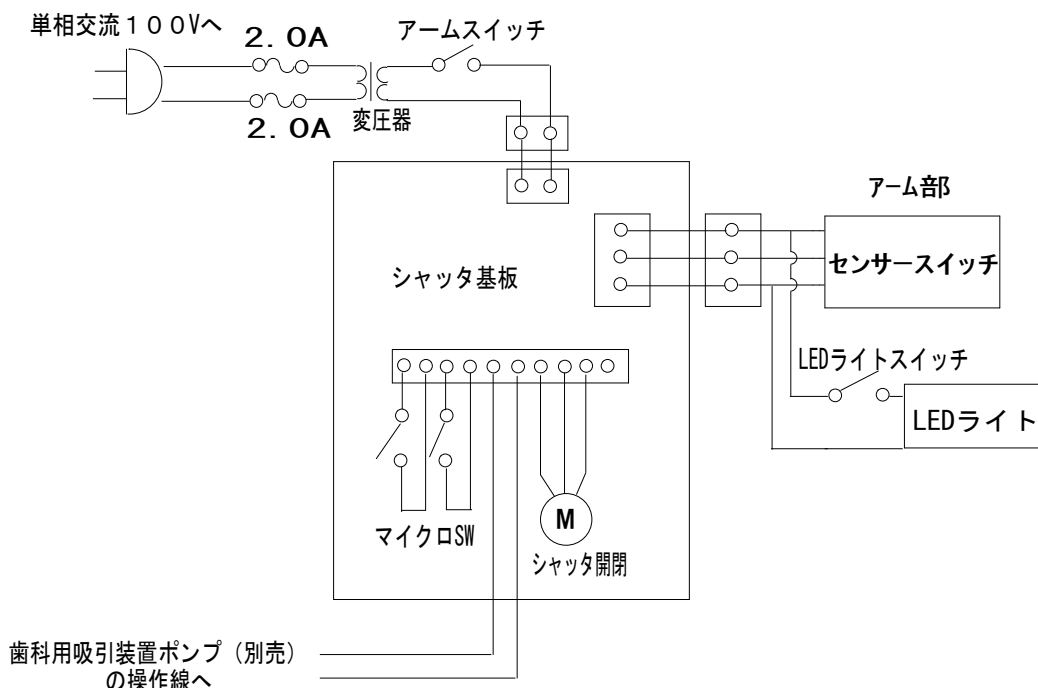 単相交流１００Vへ
２．０A
アームスイッチ
２．０A
変圧器
アーム部
シャッタ基板
センサースイッチ
LEDライトスイッチ
LEDライト
マイクロSW
M
シャッタ開閉
歯科用吸引装置ポンプ（別売）
の操作線へ